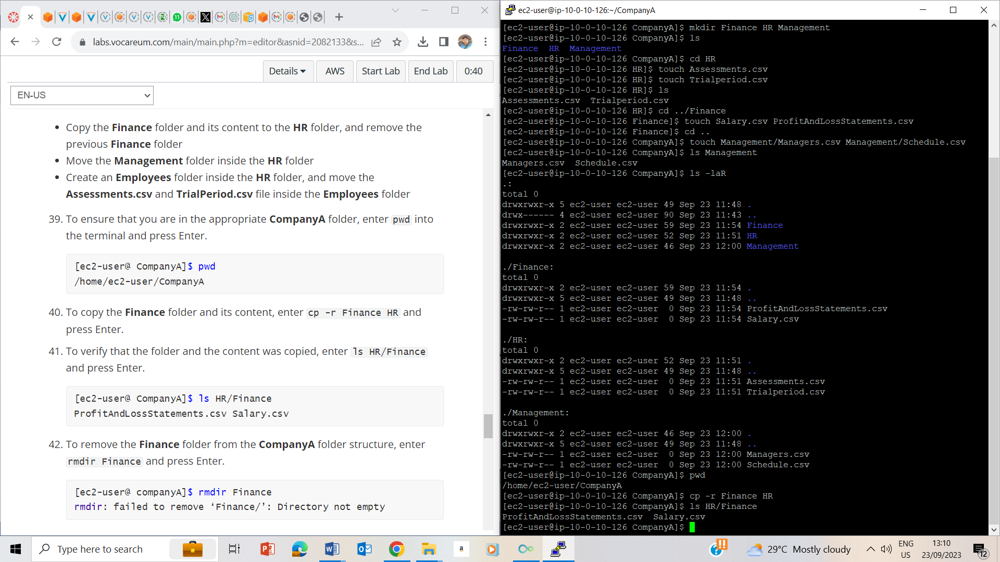 labs.vocareum.com/main/main.php?m=editor&asnid=2082133&s...
Details
AWS
Start Lab
End Lab
0:40
EN-US
• Copy the Finance folder and its content to the HR folder, and remove the
previous Finance folder
• Move the Management folder inside the HR folder
• Create an Employees folder inside the HR folder, and move the
Assessments.csv and TrialPeriod.csv file inside the Employees folder
39. To ensure that you are in the appropriate CompanyA folder, enter pwd into
the terminal and press Enter.
[ec2-user@ CompanyA]$ pwd
/home/ec2-user/CompanyA
40. To copy the Finance folder and its content, enter cp -r Finance HR and
press Enter.
41. To verify that the folder and the content was copied, enter ls HR/Finance
and press Enter.
[ec2-user@ CompanyA]$ ls HR/Finance
ProfitAndLossStatements.csv Salary.csv
42. To remove the Finance folder from the CompanyA folder structure, enter
rmdir Finance and press Enter.
[ec2-user@ companyA]$ rmdir Finance
rmdir: failed to remove ‘Finance/’: Directory not empty
ec2-user@ip-10-0-10-126:~/CompanyA
[ec2-user@ip-10-0-10-126 CompanyA]$ mkdir Finance HR Management
[ec2-user@ip-10-0-10-126 CompanyA]$ ls
Finance  HR  Management
[ec2-user@ip-10-0-10-126 CompanyA]$ cd HR
[ec2-user@ip-10-0-10-126 HR]$ touch Assessments.csv
[ec2-user@ip-10-0-10-126 HR]$ touch Trialperiod.csv
[ec2-user@ip-10-0-10-126 HR]$ ls
Assessments.csv  Trialperiod.csv
[ec2-user@ip-10-0-10-126 HR]$ cd ../Finance
[ec2-user@ip-10-0-10-126 Finance]$ touch Salary.csv ProfitAndLossStatements.csv
[ec2-user@ip-10-0-10-126 Finance]$ cd ..
[ec2-user@ip-10-0-10-126 CompanyA]$ touch Management/Managers.csv Management/Schedule.csv
[ec2-user@ip-10-0-10-126 CompanyA]$ ls Management
Managers.csv  Schedule.csv
[ec2-user@ip-10-0-10-126 CompanyA]$ ls -laR
.:
total 0
drwxrwxr-x 5 ec2-user ec2-user 49 Sep 23 11:48 .
drwx------ 4 ec2-user ec2-user 90 Sep 23 11:43 ..
drwxrwxr-x 2 ec2-user ec2-user 59 Sep 23 11:54 Finance
drwxrwxr-x 2 ec2-user ec2-user 52 Sep 23 11:51 HR
drwxrwxr-x 2 ec2-user ec2-user 46 Sep 23 12:00 Management
./Finance:
total 0
drwxrwxr-x 2 ec2-user ec2-user 59 Sep 23 11:54 .
drwxrwxr-x 5 ec2-user ec2-user 49 Sep 23 11:48 ..
-rw-rw-r-- 1 ec2-user ec2-user  0 Sep 23 11:54 ProfitAndLossStatements.csv
-rw-rw-r-- 1 ec2-user ec2-user  0 Sep 23 11:54 Salary.csv
./HR:
total 0
drwxrwxr-x 2 ec2-user ec2-user 52 Sep 23 11:51 .
drwxrwxr-x 5 ec2-user ec2-user 49 Sep 23 11:48 ..
-rw-rw-r-- 1 ec2-user ec2-user  0 Sep 23 11:51 Assessments.csv
-rw-rw-r-- 1 ec2-user ec2-user  0 Sep 23 11:51 Trialperiod.csv
./Management:
total 0
drwxrwxr-x 2 ec2-user ec2-user 46 Sep 23 12:00 .
drwxrwxr-x 5 ec2-user ec2-user 49 Sep 23 11:48 ..
-rw-rw-r-- 1 ec2-user ec2-user  0 Sep 23 12:00 Managers.csv
-rw-rw-r-- 1 ec2-user ec2-user  0 Sep 23 12:00 Schedule.csv
[ec2-user@ip-10-0-10-126 CompanyA]$ pwd
/home/ec2-user/CompanyA
[ec2-user@ip-10-0-10-126 CompanyA]$ cp -r Finance HR
[ec2-user@ip-10-0-10-126 CompanyA]$ ls HR/Finance
ProfitAndLossStatements.csv  Salary.csv
[ec2-user@ip-10-0-10-126 CompanyA]$
Type here to search
29°C  Mostly cloudy
ENG
US
13:10
23/09/2023
12